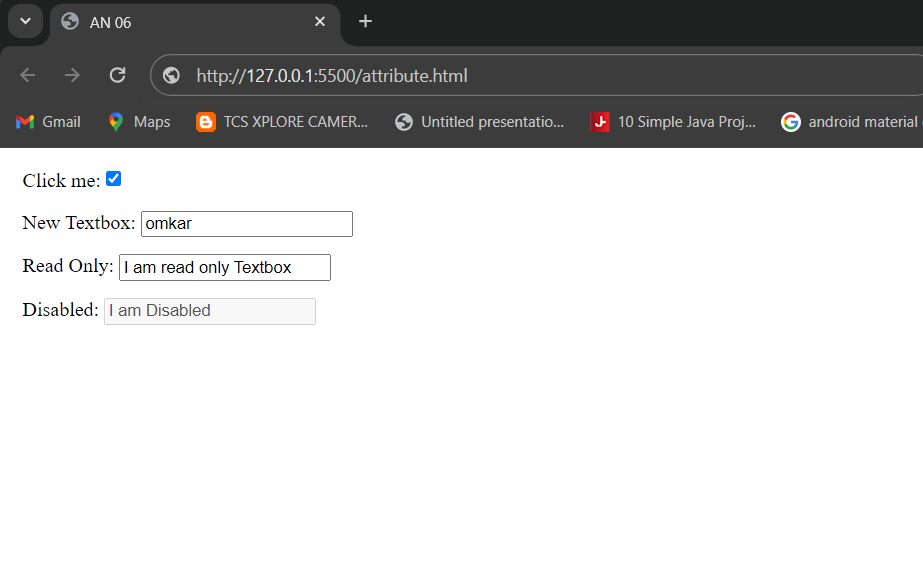 AN 06
http://127.0.0.1:5500/attribute.html
Gmail Maps TCS XPLORE CAMER... Untitled presentatio... 10 Simple Java Proj... android material
Click me:
New Textbox: omkar
Read Only: I am read only Textbox
Disabled: I am Disabled